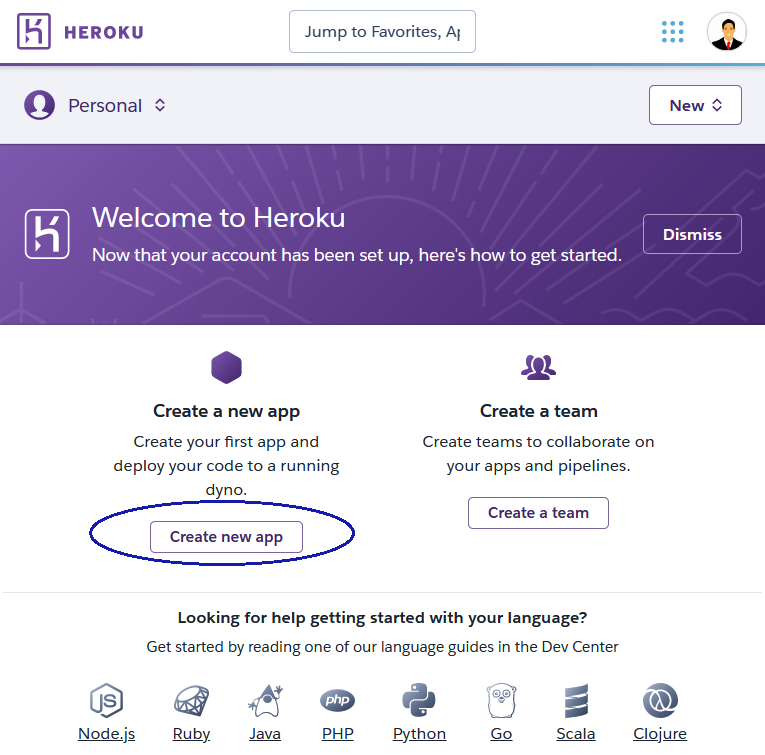 HEROKU
Jump to Favorites, Ap
Personal
New
Welcome to Heroku
Now that your account has been set up, here's how to get started.
Dismiss
Create a new app
Create your first app and
deploy your code to a running
dyno.
Create new app
Create a team
Create teams to collaborate on
your apps and pipelines.
Create a team
Looking for help getting started with your language?
Get started by reading one of our language guides in the Dev Center
JS
php
Node.js
Ruby
Java
PHP
Python
Go
Scala
Clojure